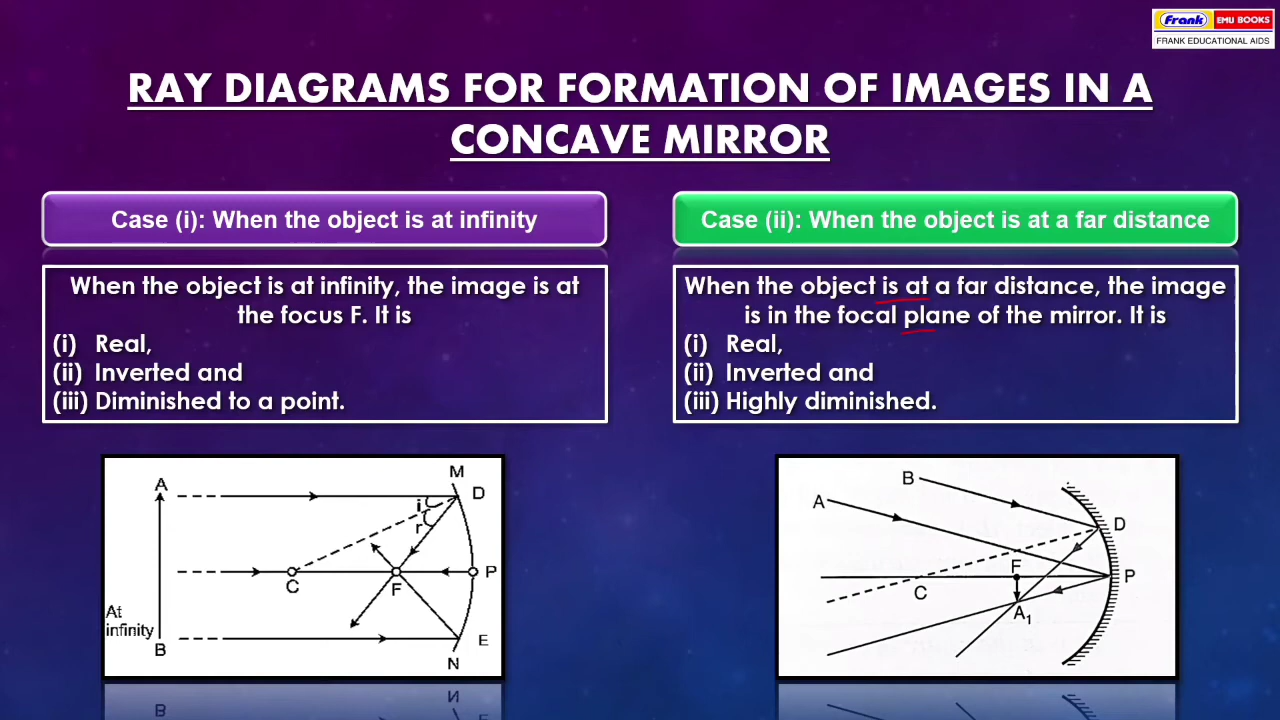 Frank EMU BOOKS
FRANK EDUCATIONAL AIDS
RAY DIAGRAMS FOR FORMATION OF IMAGES IN A
CONCAVE MIRROR
Case (i): When the object is at infinity
When the object is at infinity, the image is at
the focus F. It is
(i) Real,
(ii) Inverted and
(iii) Diminished to a point.
Case (ii): When the object is at a far distance
When the object is at a far distance, the image
is in the focal plane of the mirror. It is
(i) Real,
(ii) Inverted and
(iii) Highly diminished.
M
A
D
i
r
C
F
P
At
infinity
B
E
N
B
A
D
F
P
C
A₁